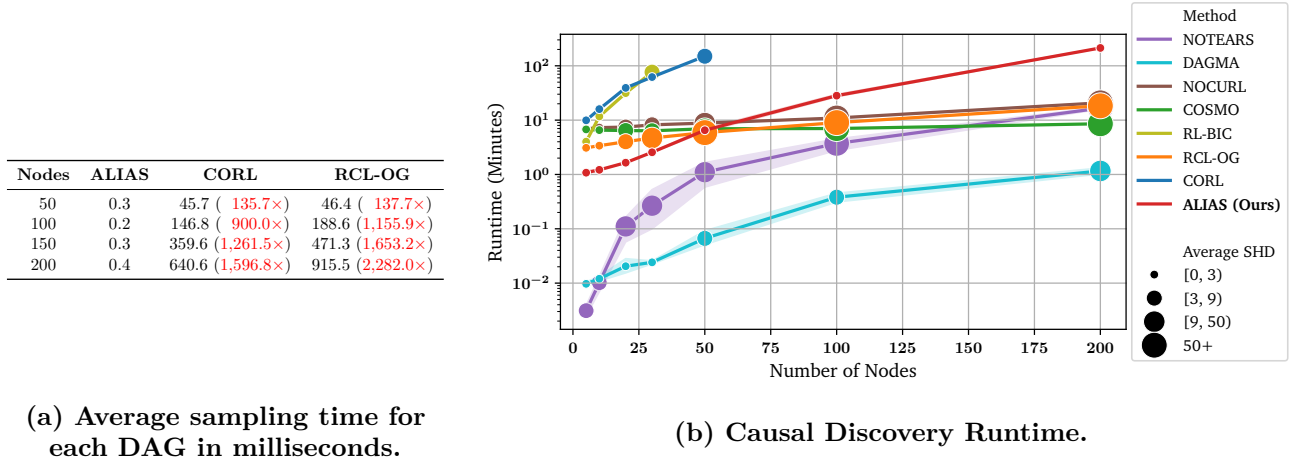 Nodes ALIAS CORL RCL-OG
50 0.3 45.7 ( 135.7×) 46.4 ( 137.7×)
100 0.2 146.8 ( 900.0×) 188.6 (1,155.9×)
150 0.3 359.6 (1,261.5×) 471.3 (1,653.2×)
200 0.4 640.6 (1,596.8×) 915.5 (2,282.0×)
(a) Average sampling time for
each DAG in milliseconds.
Runtime (Minutes)
10²
10¹
10⁰
10⁻¹
10⁻²
0 25 50 75 100 125 150 175 200
Number of Nodes
Method
NOTEARS
DAGMA
NOCURL
COSMO
RL-BIC
RCL-OG
CORL
ALIAS (Ours)
Average SHD
[0, 3)
[3, 9)
[9, 50)
50+
(b) Causal Discovery Runtime.